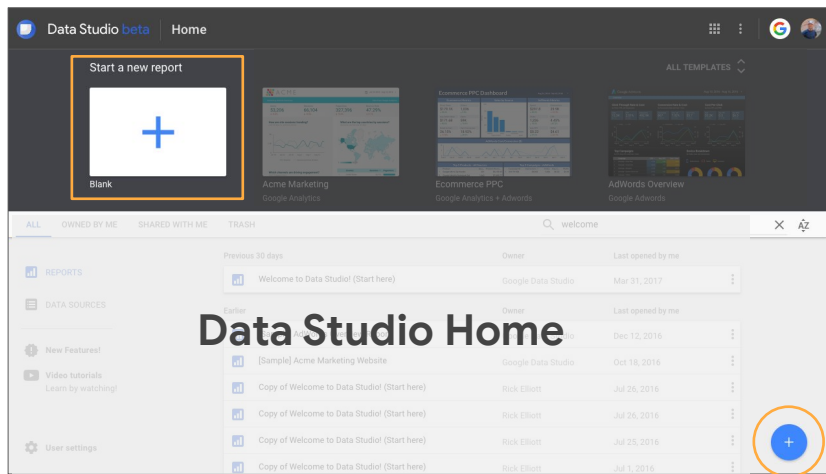 Data Studio beta Home
Start a new report
ALL TEMPLATES
Blank
Acme Marketing
Google Analytics
Ecommerce PPC Dashboard
Ecommerce PPC
Google Analytics + Adwords
AdWords Overview
Google Adwords
ALL OWNED BY ME SHARED WITH ME TRASH welcome AZ
Previous 30 days Owner Last opened by me
REPORTS
Welcome to Data Studio! (Start here) Google Data Studio Mar 31, 2017
DATA SOURCES
Earlier Owner Last opened by me
Data Studio Home
Dec 12, 2016
New Features!
[Sample] Acme Marketing Website Google Data Studio Oct 18, 2016
Video tutorials
Learn by watching!
Copy of Welcome to Data Studio! (Start here) Rick Elliott Jul 26, 2016
Copy of Welcome to Data Studio! (Start here) Rick Elliott Jul 26, 2016
User settings
Copy of Welcome to Data Studio! (Start here) Rick Elliott Jul 25, 2016
Copy of Welcome to Data Studio! (Start here) Rick Elliott Jul 1, 2016